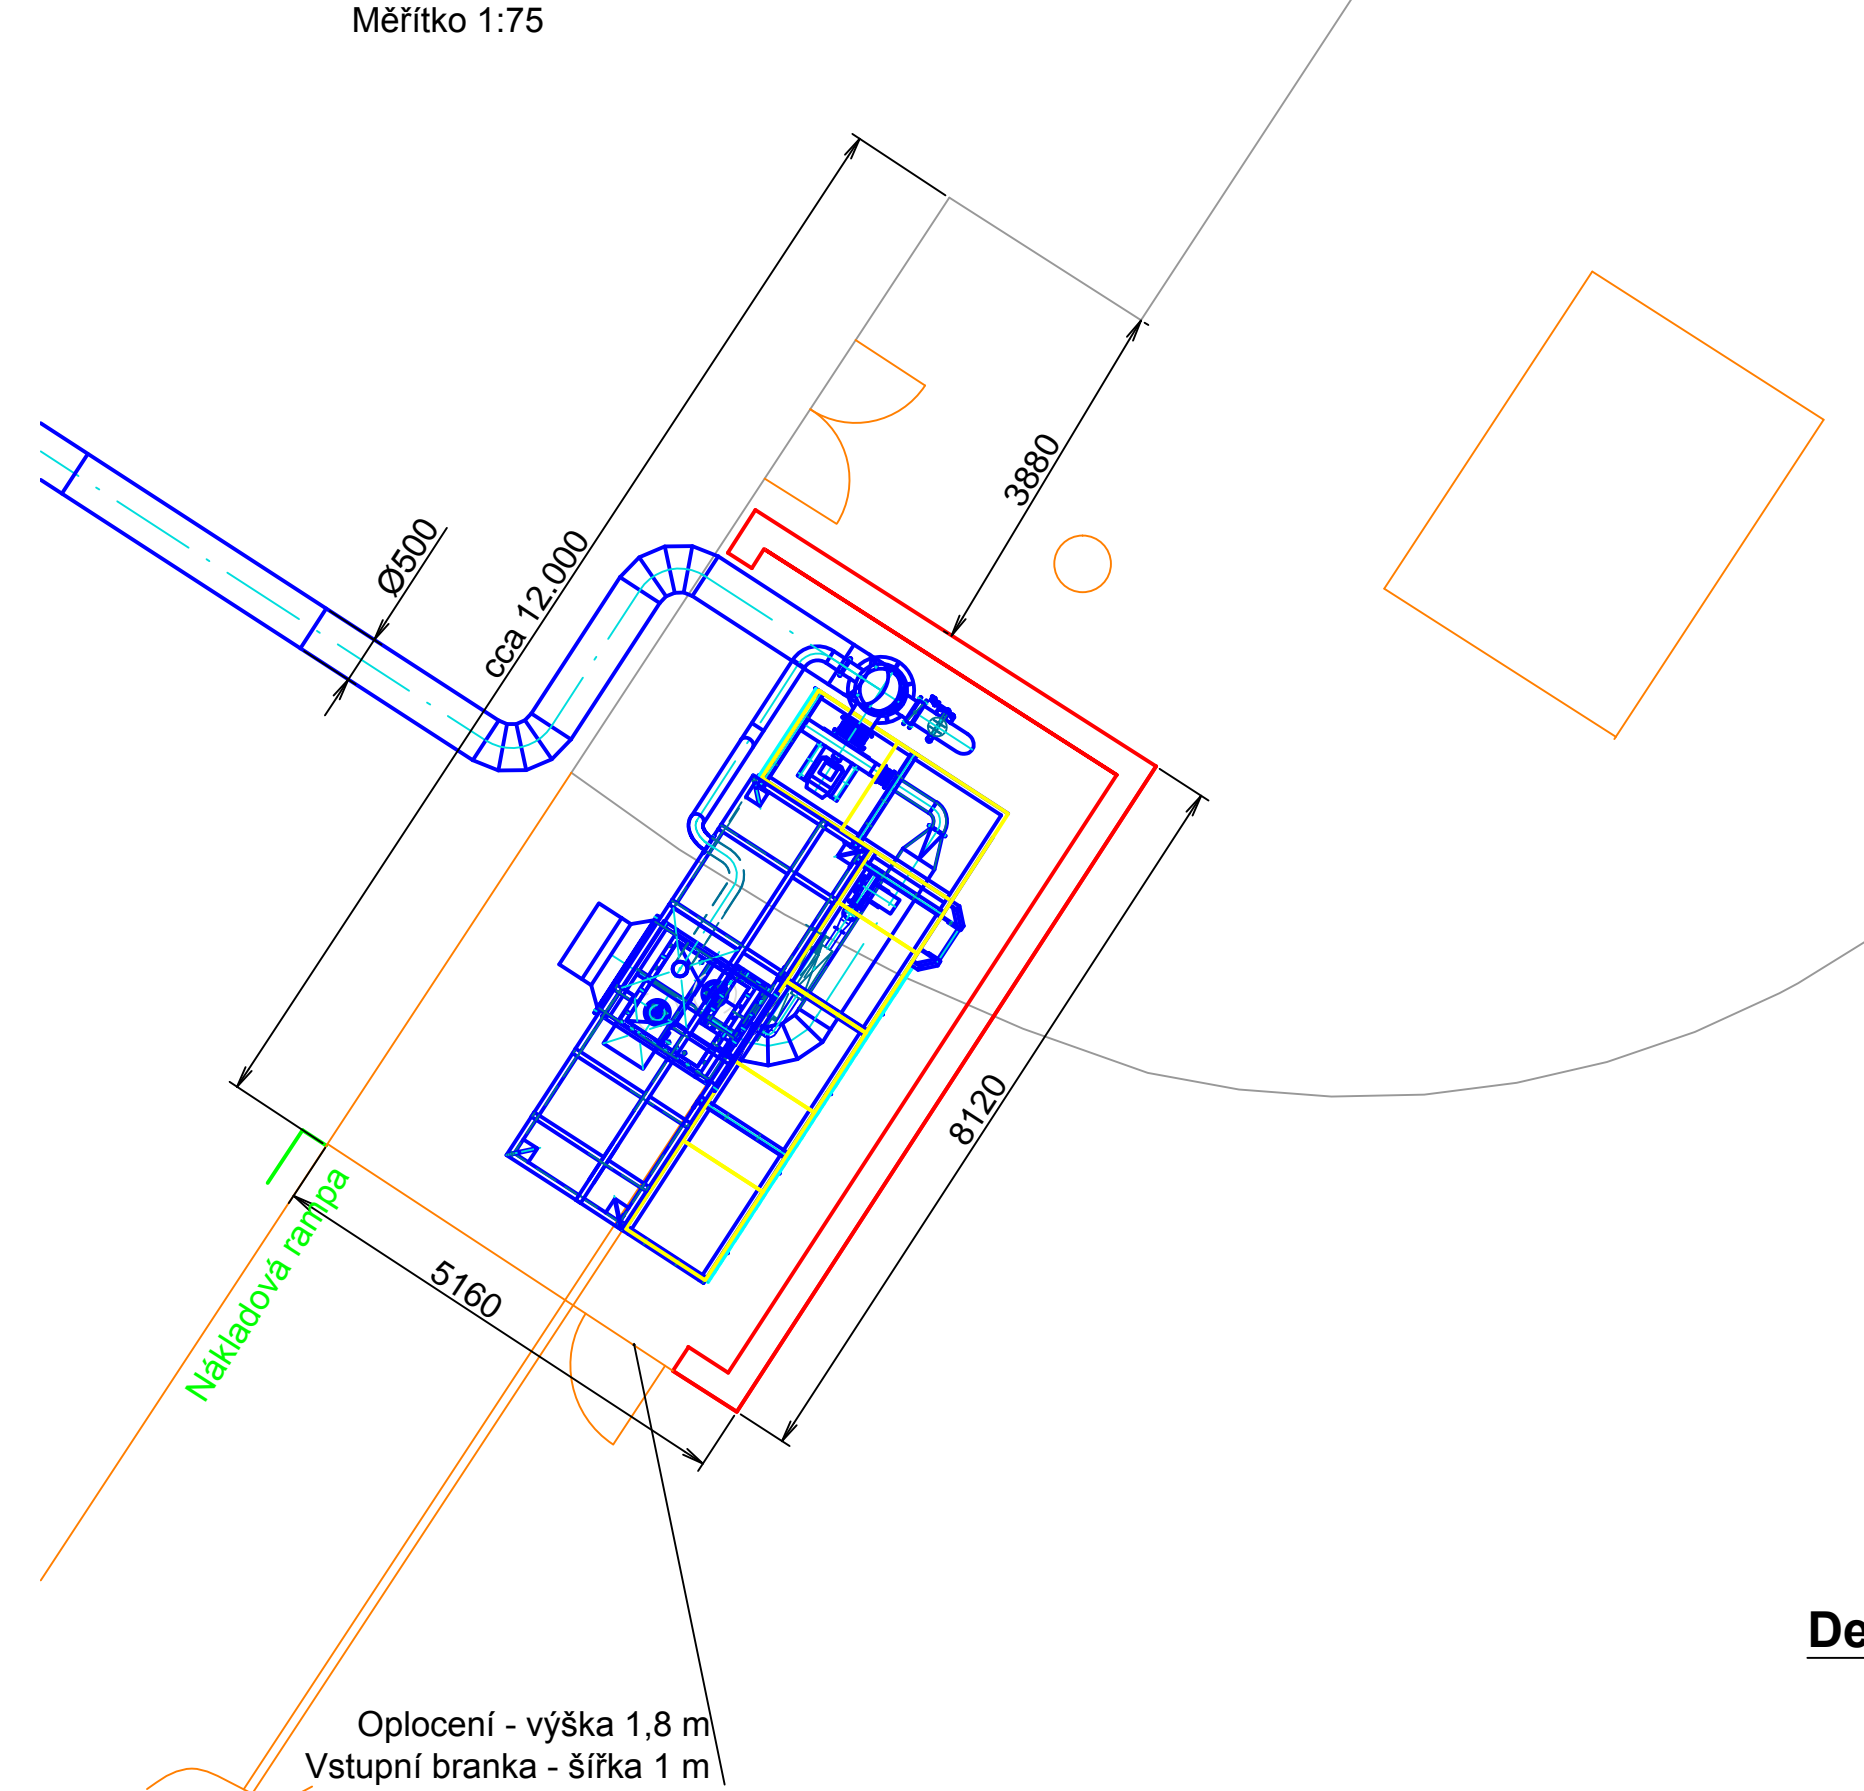 Měřítko 1:75
3880
Ø500
cca 12.000
8120
Nákladová rampa
5160
De
Oplocení - výška 1,8 m
Vstupní branka - šířka 1 m